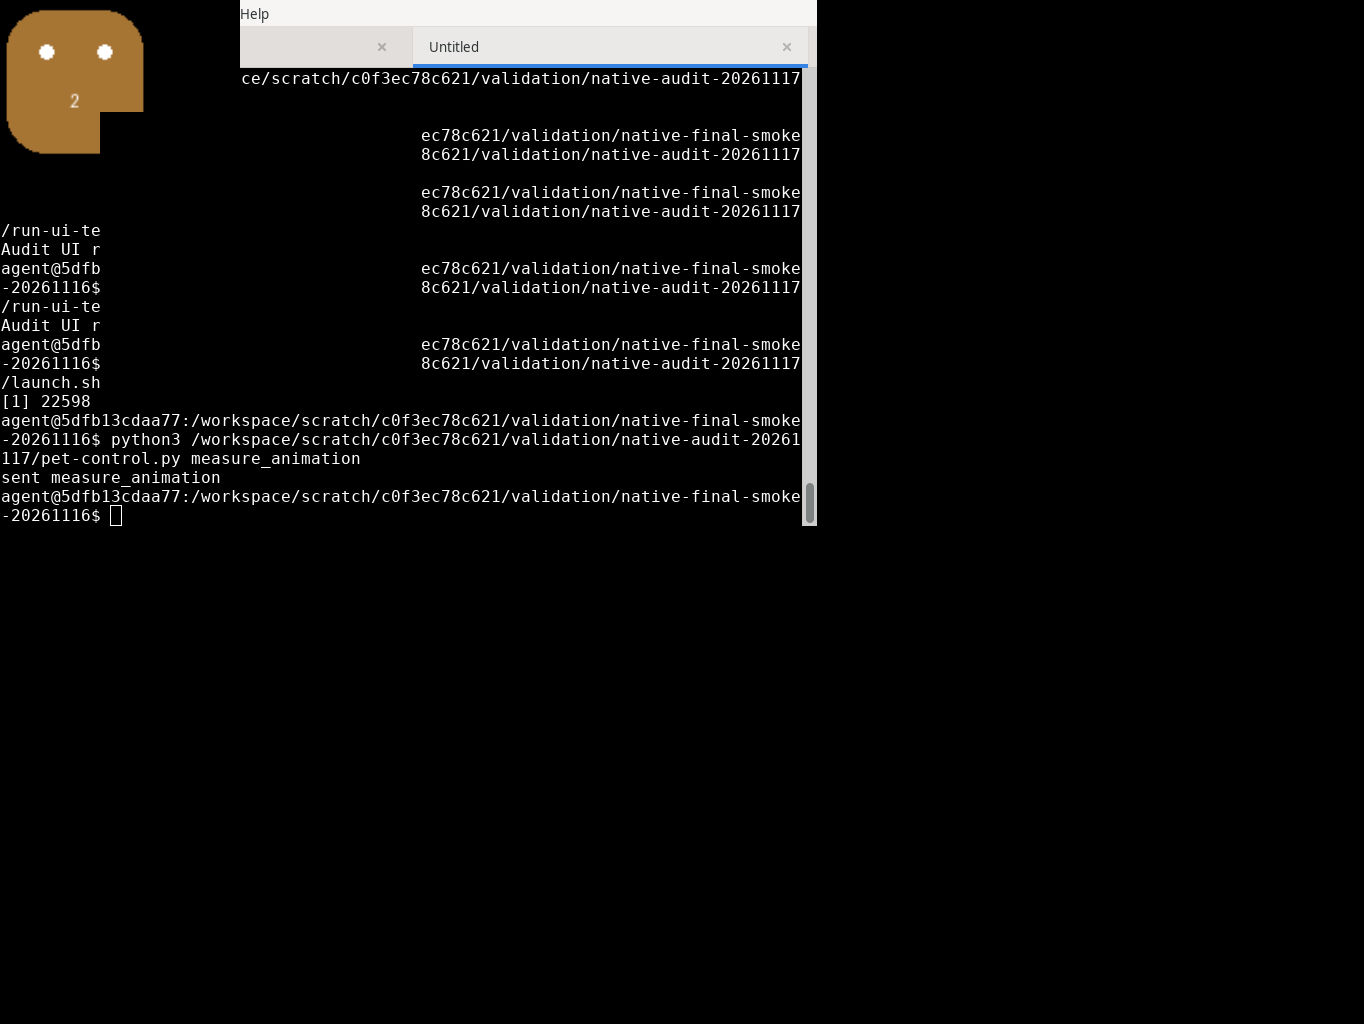 Help
Untitled
2
ce/scratch/c0f3ec78c621/validation/native-audit-20261117
ec78c621/validation/native-final-smoke
8c621/validation/native-audit-20261117
ec78c621/validation/native-final-smoke
8c621/validation/native-audit-20261117
/run-ui-te
Audit UI r
agent@5dfb ec78c621/validation/native-final-smoke
-20261116$ 8c621/validation/native-audit-20261117
/run-ui-te
Audit UI r
agent@5dfb ec78c621/validation/native-final-smoke
-20261116$ 8c621/validation/native-audit-20261117
/launch.sh
[1] 22598
agent@5dfb13cdaa77:/workspace/scratch/c0f3ec78c621/validation/native-final-smoke
-20261116$ python3 /workspace/scratch/c0f3ec78c621/validation/native-audit-20261
117/pet-control.py measure_animation
sent measure_animation
agent@5dfb13cdaa77:/workspace/scratch/c0f3ec78c621/validation/native-final-smoke
-20261116$